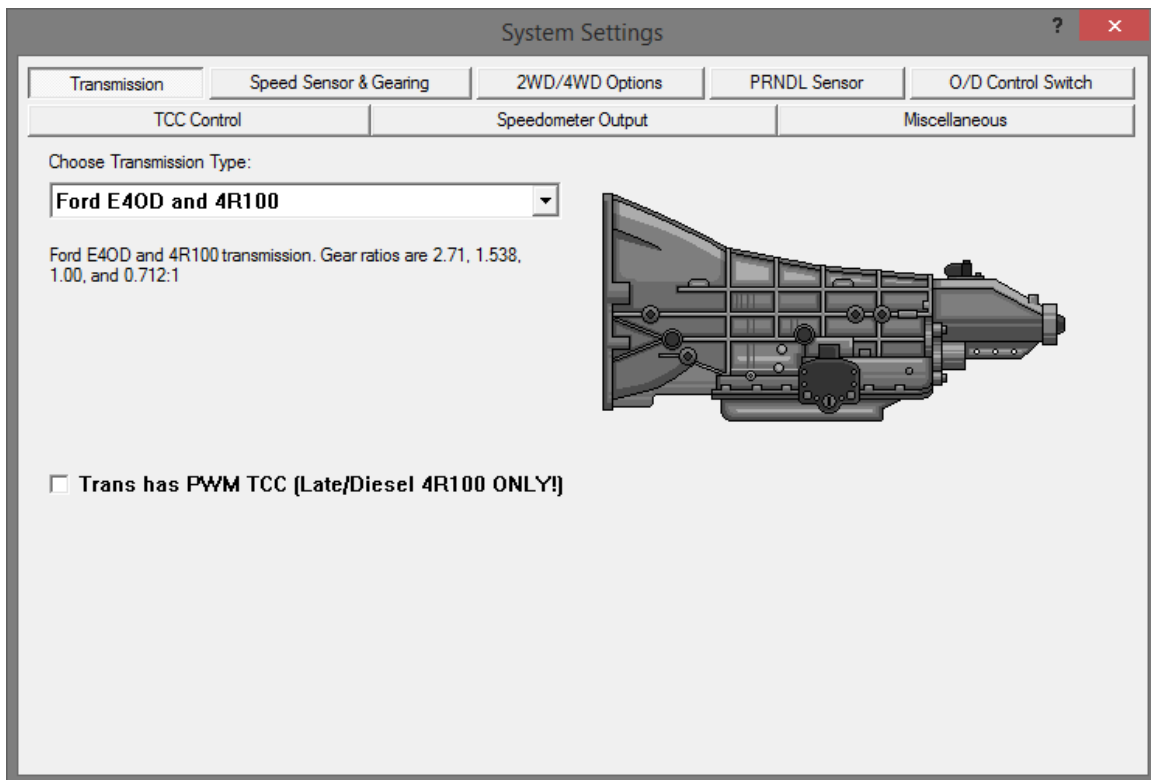 System Settings
?
Transmission
Speed Sensor & Gearing
2WD/4WD Options
PRNDL Sensor
O/D Control Switch
TCC Control
Speedometer Output
Miscellaneous
Choose Transmission Type:
Ford E4OD and 4R100
Ford E4OD and 4R100 transmission. Gear ratios are 2.71, 1.538,
1.00, and 0.712:1
Trans has PWM TCC (Late/Diesel 4R100 ONLY!)